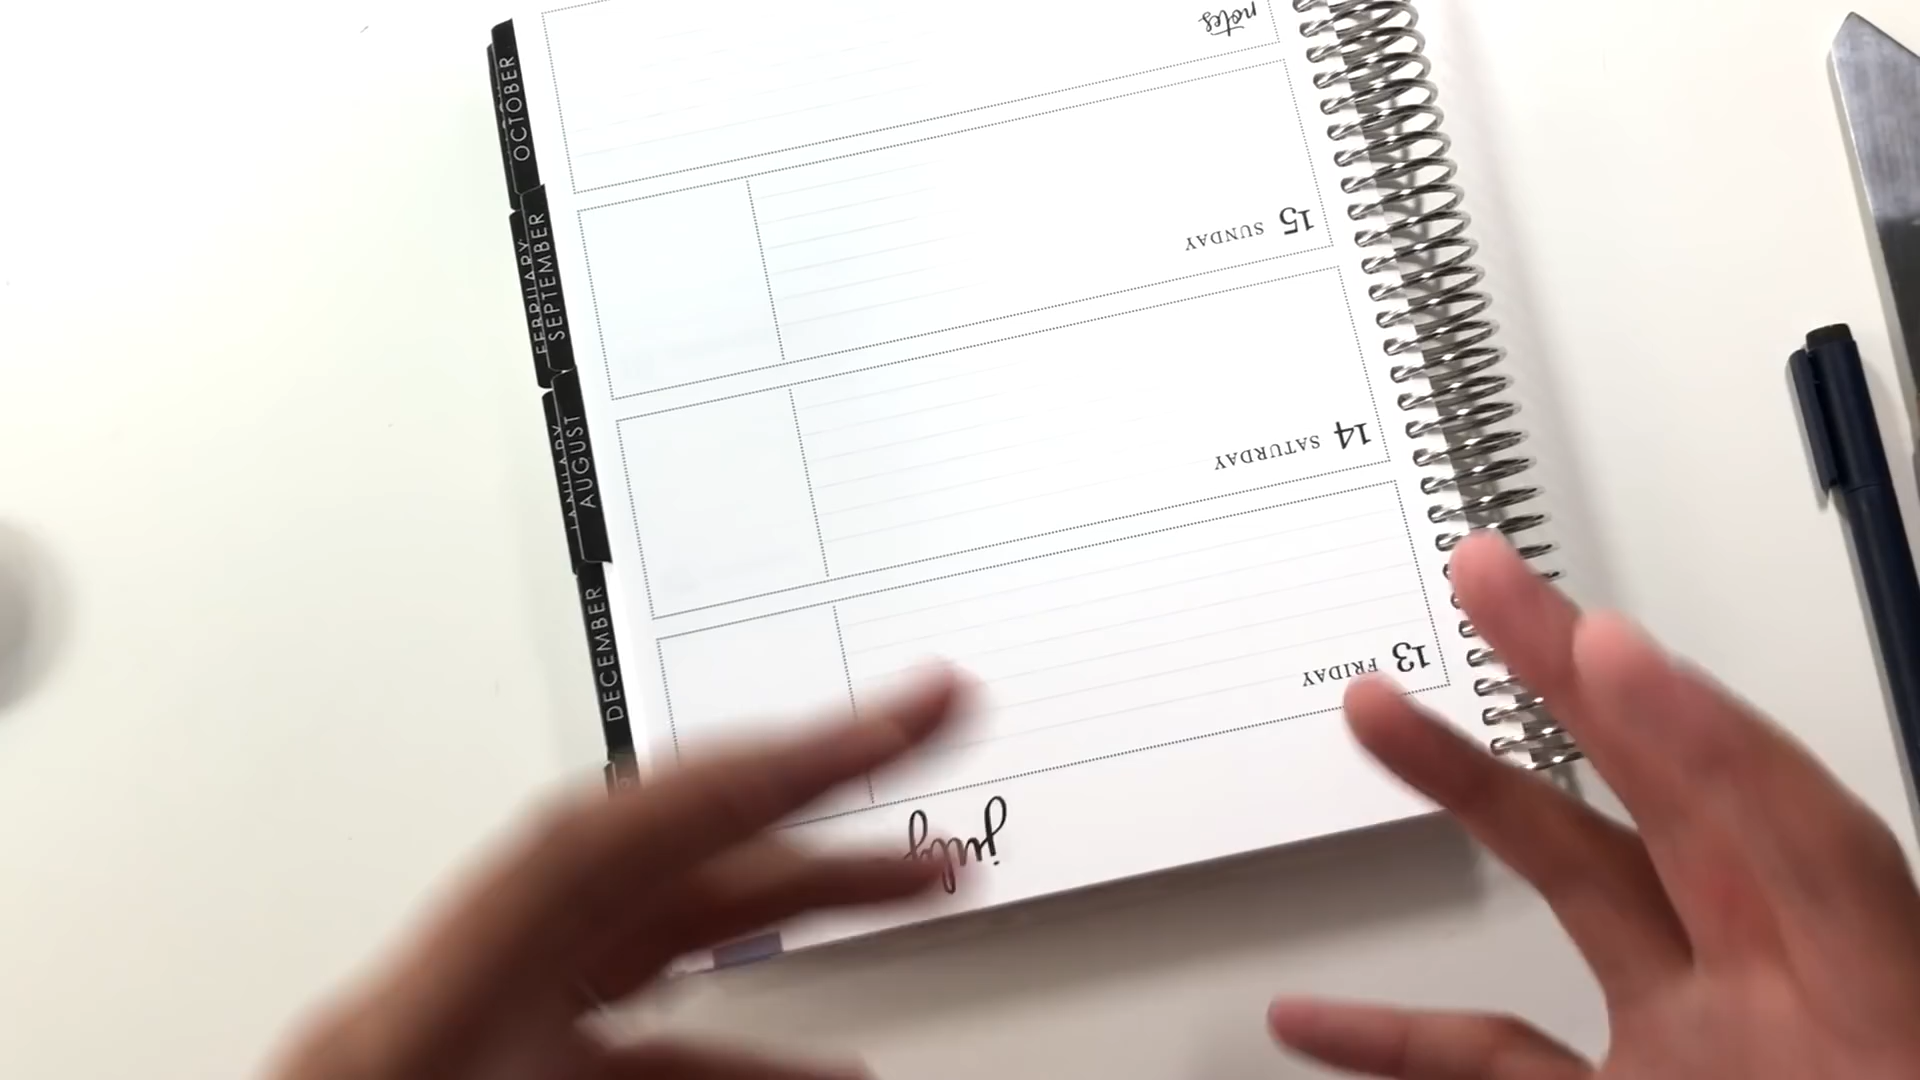 july
13 FRIDAY
14 SATURDAY
15 SUNDAY
notes
OCTOBER
FEBRUARY
SEPTEMBER
JANUARY
AUGUST
DECEMBER